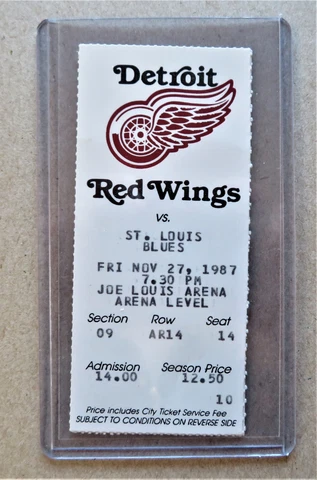 Detroit
Red Wings
vs.
ST. LOUIS
BLUES
FRI NOV 27, 1987
7.30 PM
JOE LOUIS ARENA
ARENA LEVEL
Section Row Seat
09 AR14 14
Admission Season Price
14.00 12.50
10
Price includes City Ticket Service Fee
SUBJECT TO CONDITIONS ON REVERSE SIDE